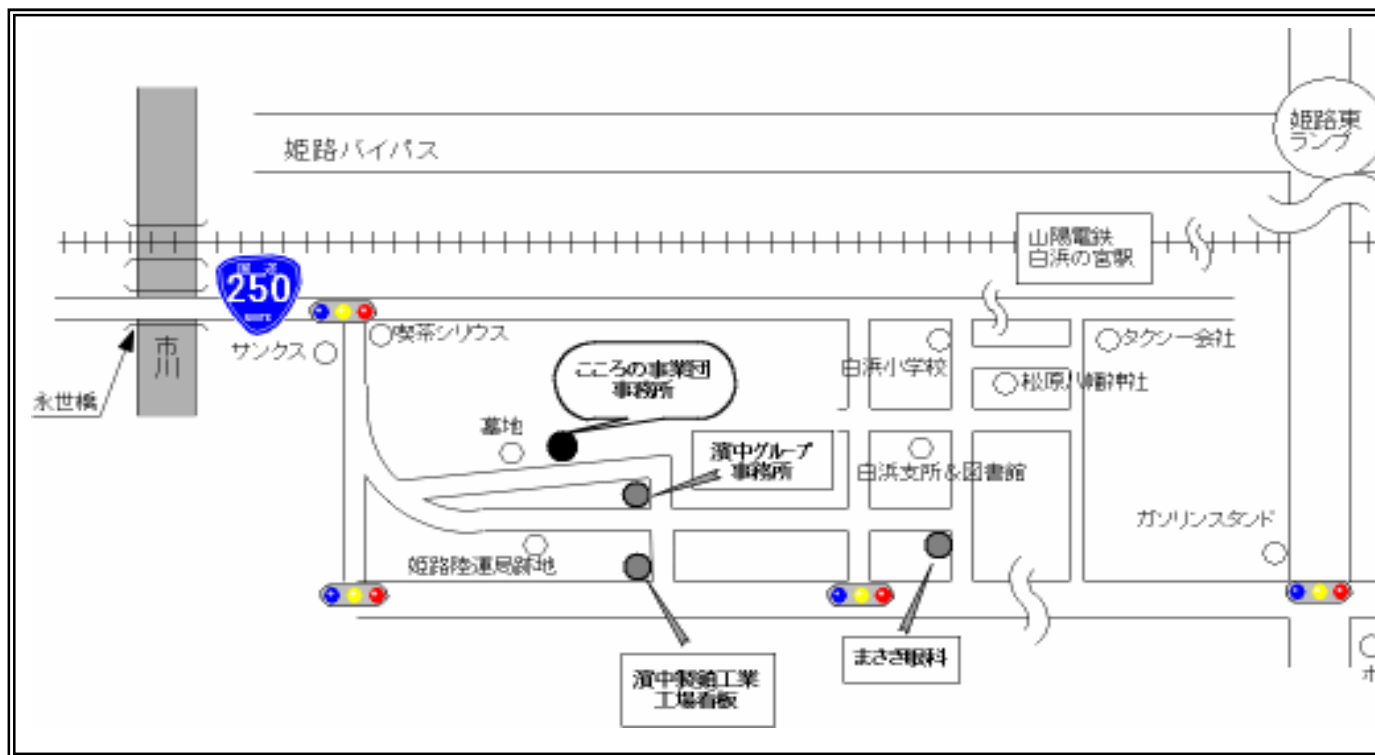 姫路バイパス
姫路東
ランプ
山陽電鉄
白浜の宮駅
国道
250
ROUTE
市川
永世橋
サンクス
喫茶シリウス
こころの事業団
事務所
墓地
濱中グループ
事務所
白浜小学校
タクシー会社
松原八幡神社
白浜支所&図書館
ガソリンスタンド
姫路陸運局跡地
まさき眼科
濱中製鎖工業
工場看板
ホ